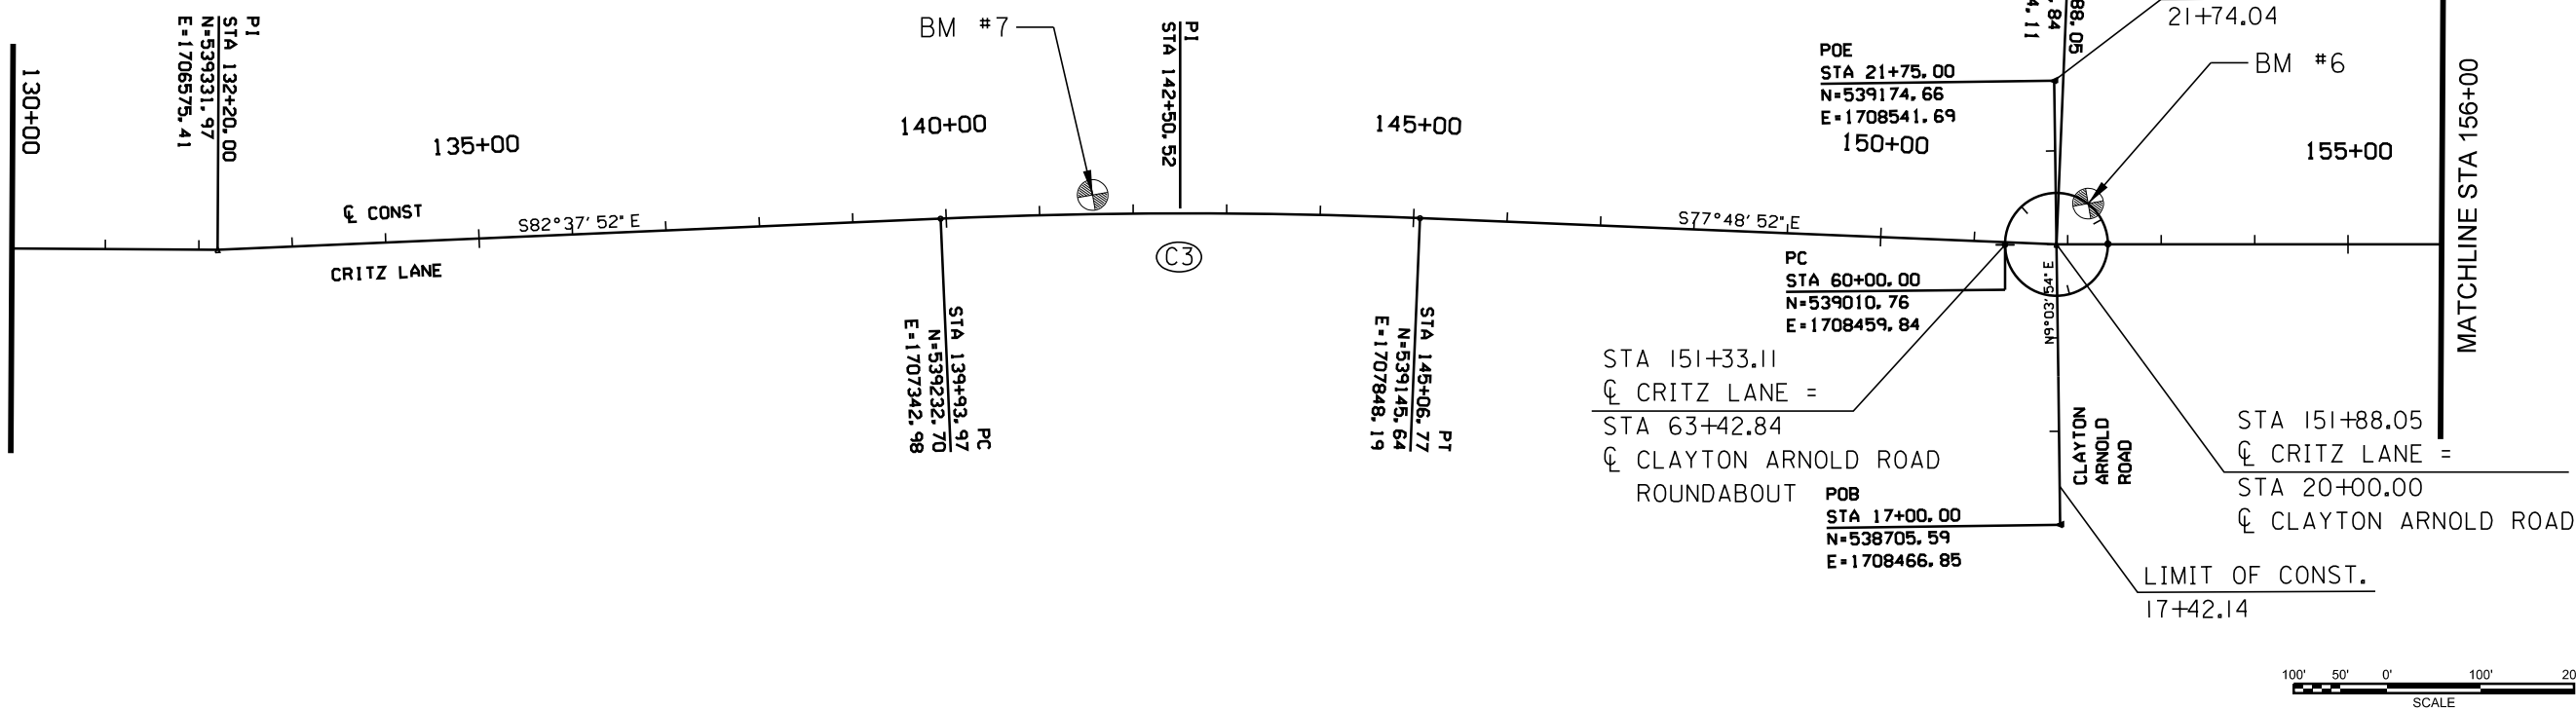 130+00
PI
STA 132+20.00
N=539331.97
E=1706575.41
135+00
℄ CONST
S82°37'52" E
CRITZ LANE
BM #7
140+00
PI
STA 142+50.52
145+00
C3
PC
STA 139+93.97
N=539232.70
E=1707342.98
PT
STA 145+06.77
N=539145.64
E=1707848.19
S77°48'52" E
POE
STA 21+75.00
N=539174.66
E=1708541.69
150+00
21+74.04
88.05
BM #6
155+00
MATCHLINE STA 156+00
PC
STA 60+00.00
N=539010.76
E=1708459.84
N9°03'54" E
STA 151+33.11
℄ CRITZ LANE =
STA 63+42.84
℄ CLAYTON ARNOLD ROAD
ROUNDABOUT
POB
STA 17+00.00
N=538705.59
E=1708466.85
CLAYTON
ARNOLD
ROAD
STA 151+88.05
℄ CRITZ LANE =
STA 20+00.00
℄ CLAYTON ARNOLD ROAD
LIMIT OF CONST.
17+42.14
100' 50' 0' 100' 20
SCALE